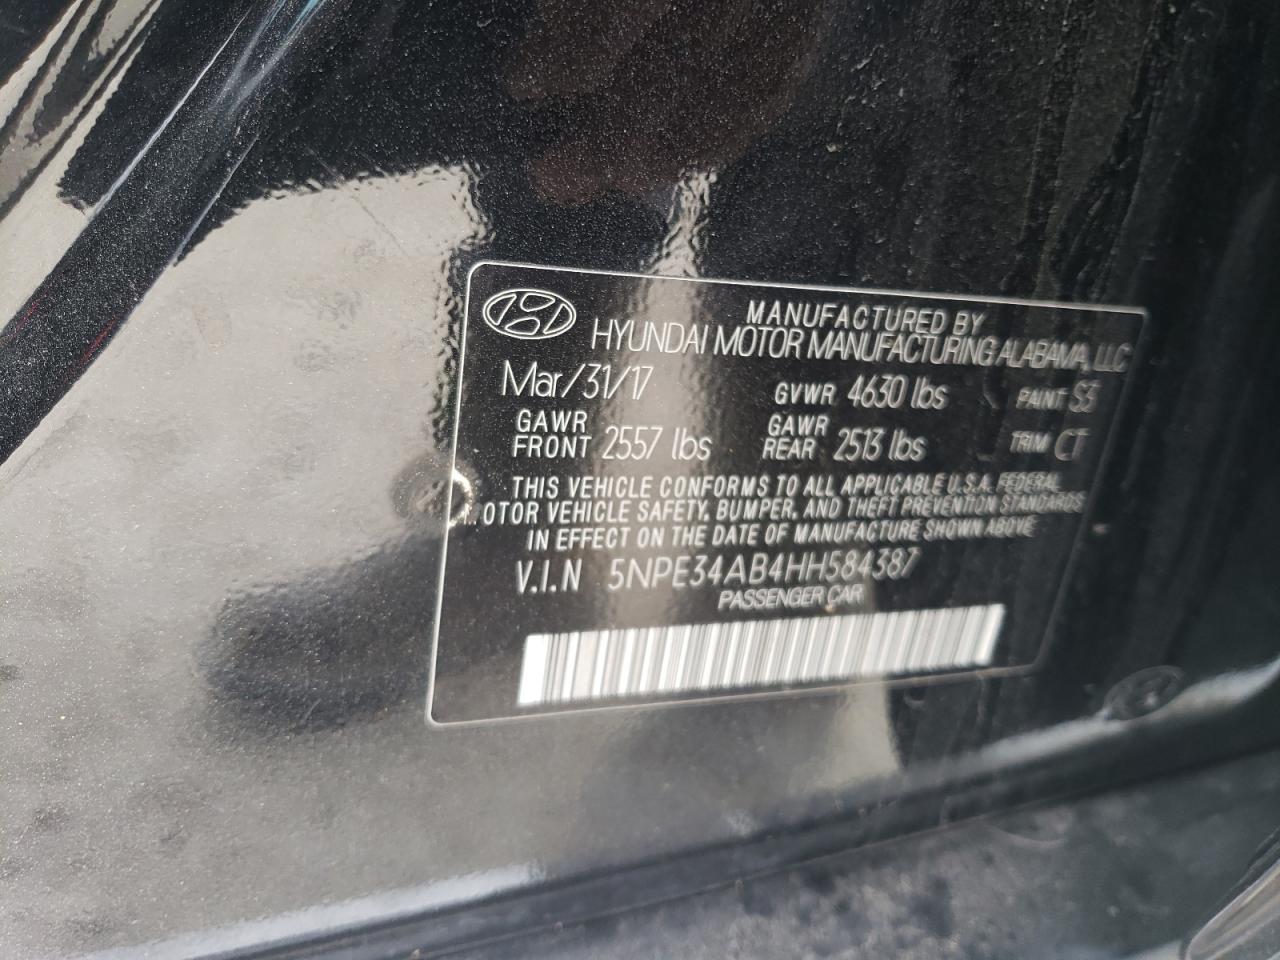 MANUFACTURED BY
HYUNDAI MOTOR MANUFACTURING ALABAMA, LLC
Mar/31/17 GVWR 4630 lbs PAINT S3
GAWR FRONT 2557 lbs GAWR REAR 2513 lbs TRIM CT
THIS VEHICLE CONFORMS TO ALL APPLICABLE U.S.A. FEDERAL
OTOR VEHICLE SAFETY, BUMPER, AND THEFT PREVENTION STANDARDS
IN EFFECT ON THE DATE OF MANUFACTURE SHOWN ABOVE
V.I.N 5NPE34AB4HH584387
PASSENGER CAR